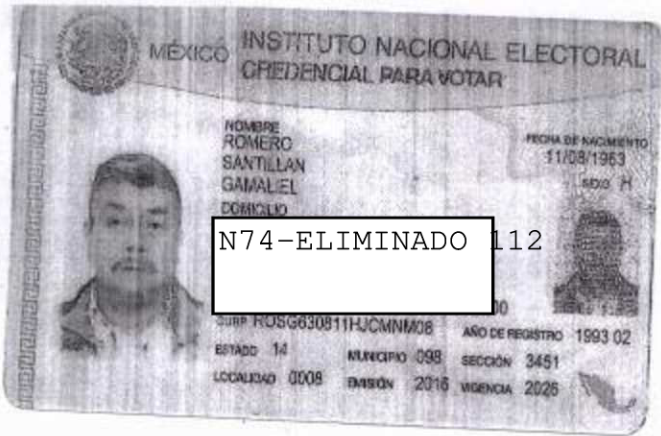 MÉXICO INSTITUTO NACIONAL ELECTORAL
CREDENCIAL PARA VOTAR
NOMBRE
ROMERO
SANTILLAN
GAMALIEL
FECHA DE NACIMIENTO
11/08/1963
SEXO H
DOMICILIO
N74-ELIMINADO 112
00
CURP ROSG630811HJCMNM08 AÑO DE REGISTRO 1993 02
ESTADO 14 MUNICIPIO 098 SECCIÓN 3451
LOCALIDAD 0008 EMISIÓN 2016 VIGENCIA 2026